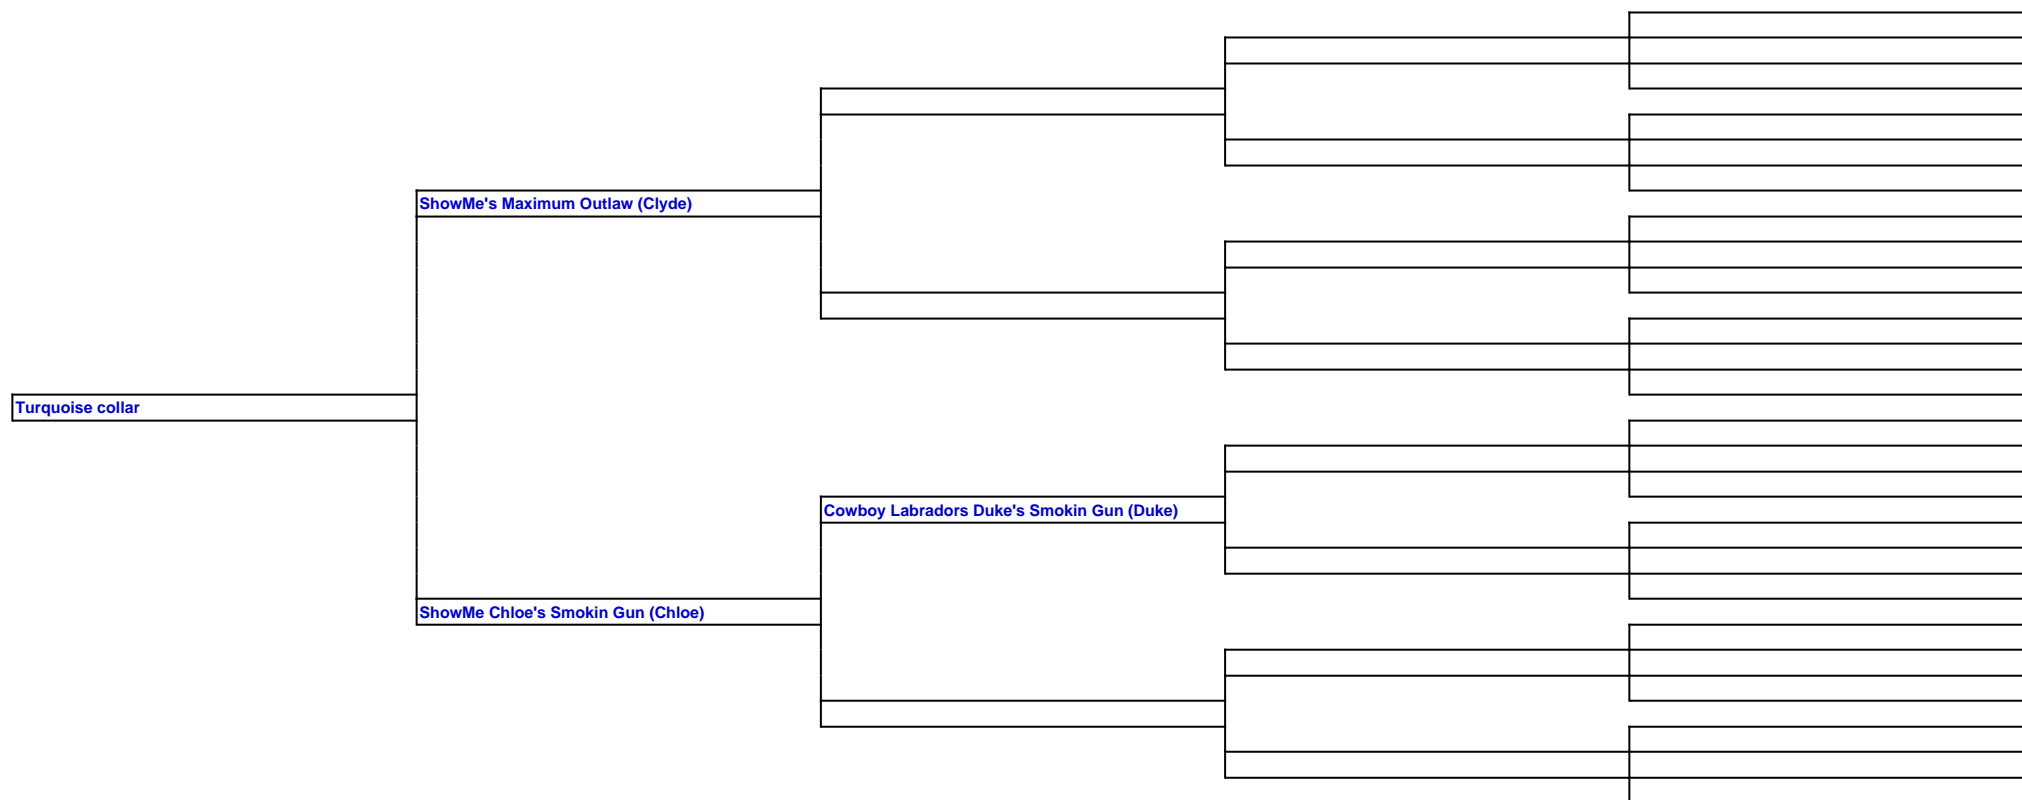 ShowMe's Maximum Outlaw (Clyde)
Turquoise collar
Cowboy Labradors Duke's Smokin Gun (Duke)
ShowMe Chloe's Smokin Gun (Chloe)